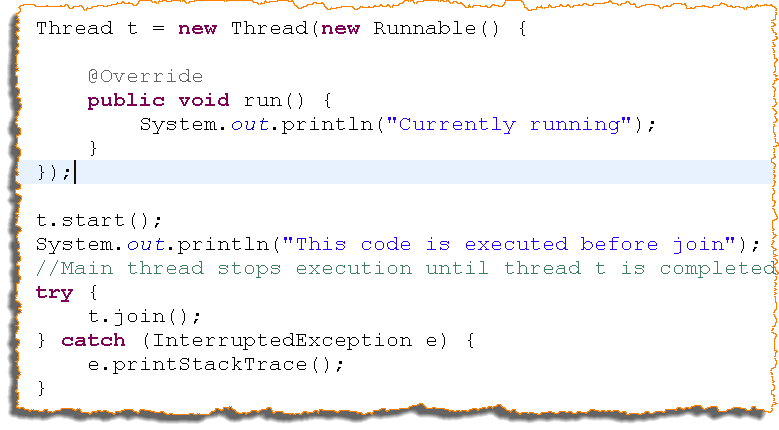 Thread t = new Thread(new Runnable() {
@Override
public void run() {
System.out.println("Currently running");
}
});
t.start();
System.out.println("This code is executed before join");
//Main thread stops execution until thread t is completed
try {
t.join();
} catch (InterruptedException e) {
e.printStackTrace();
}